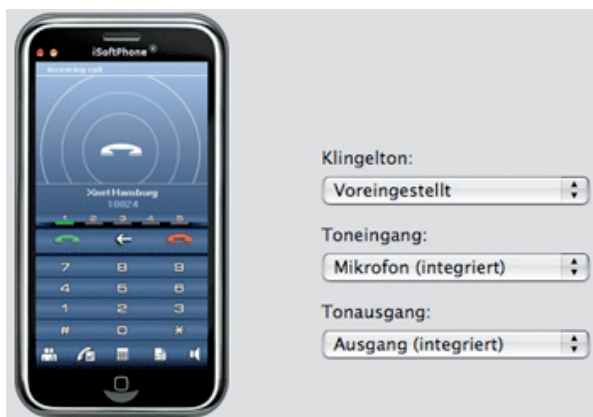 iSoftPhone ®
incoming call
Xnet Hamburg
10024
1 2 3 4 5
7 8 9
4 5 6
1 2 3
# 0 *
Klingelton:
Voreingestellt
Toneingang:
Mikrofon (integriert)
Tonausgang:
Ausgang (integriert)